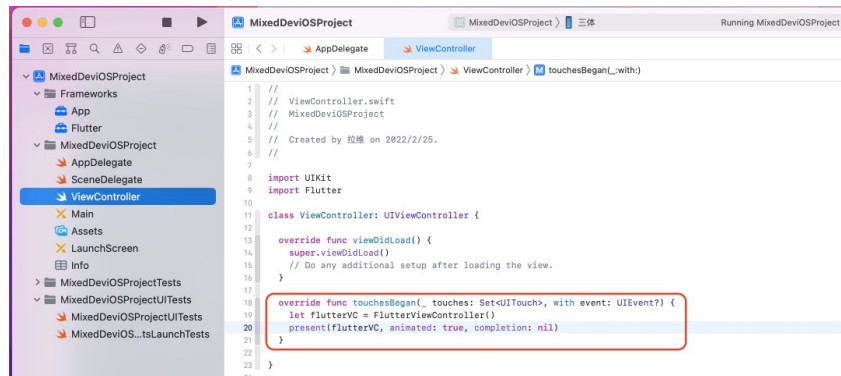 MixedDeviOSProject
MixedDeviOSProject 〉 三体
Running MixedDeviOSProject
AppDelegate
ViewController
MixedDeviOSProject 〉 MixedDeviOSProject 〉 ViewController 〉 M touchesBegan(_:with:)
MixedDeviOSProject
Frameworks
App
Flutter
MixedDeviOSProject
AppDelegate
SceneDelegate
ViewController
Main
Assets
LaunchScreen
Info
MixedDeviOSProjectTests
MixedDeviOSProjectUITests
MixedDeviOSProjectUITests
MixedDeviOS...tsLaunchTests
1 //
2 // ViewController.swift
3 // MixedDeviOSProject
4 //
5 // Created by 拉维 on 2022/2/25.
6 //
7
8 import UIKit
9 import Flutter
10
11 class ViewController: UIViewController {
12
13 override func viewDidLoad() {
14 super.viewDidLoad()
15 // Do any additional setup after loading the view.
16 }
17
18 override func touchesBegan(_ touches: Set<UITouch>, with event: UIEvent?) {
19 let flutterVC = FlutterViewController()
20 present(flutterVC, animated: true, completion: nil)
21 }
22
23 }